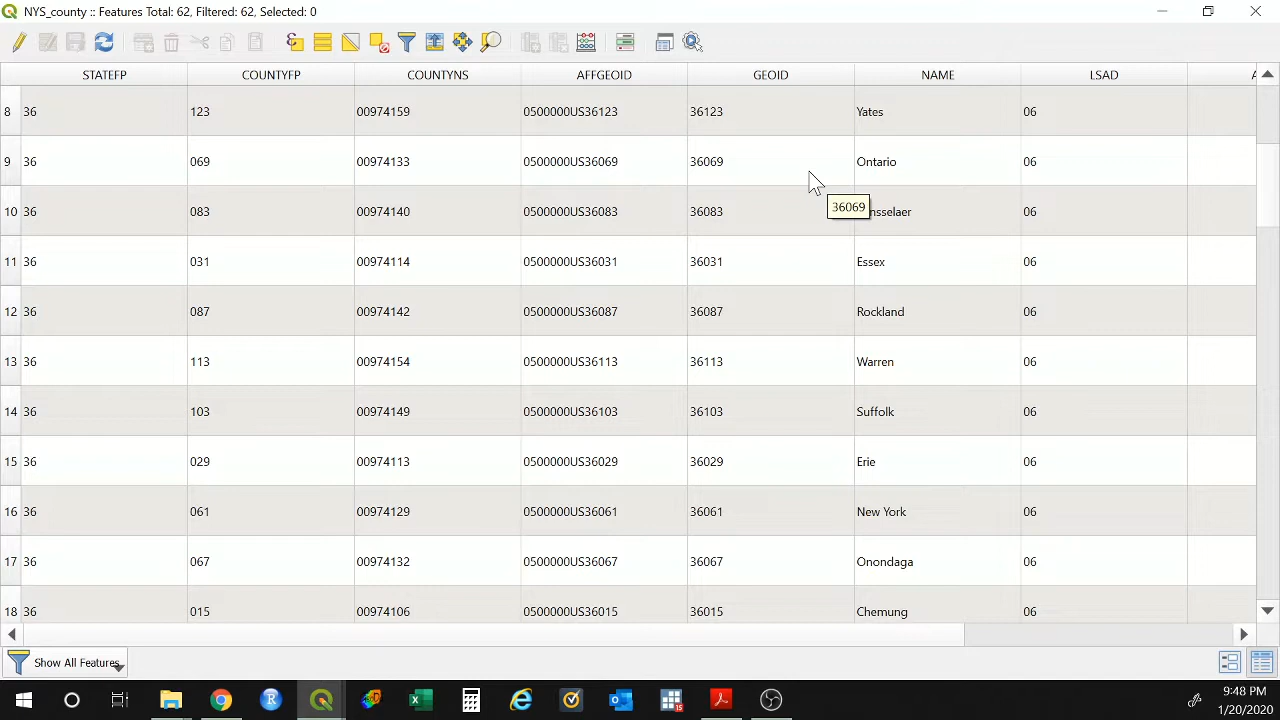 NYS_county :: Features Total: 62, Filtered: 62, Selected: 0
STATEFP COUNTYFP COUNTYNS AFFGEOID GEOID NAME LSAD
8 36 123 00974159 0500000US36123 36123 Yates 06
9 36 069 00974133 0500000US36069 36069 Ontario 06
36069
10 36 083 00974140 0500000US36083 36083 nsselaer 06
11 36 031 00974114 0500000US36031 36031 Essex 06
12 36 087 00974142 0500000US36087 36087 Rockland 06
13 36 113 00974154 0500000US36113 36113 Warren 06
14 36 103 00974149 0500000US36103 36103 Suffolk 06
15 36 029 00974113 0500000US36029 36029 Erie 06
16 36 061 00974129 0500000US36061 36061 New York 06
17 36 067 00974132 0500000US36067 36067 Onondaga 06
18 36 015 00974106 0500000US36015 36015 Chemung 06
Show All Features
9:48 PM
1/20/2020